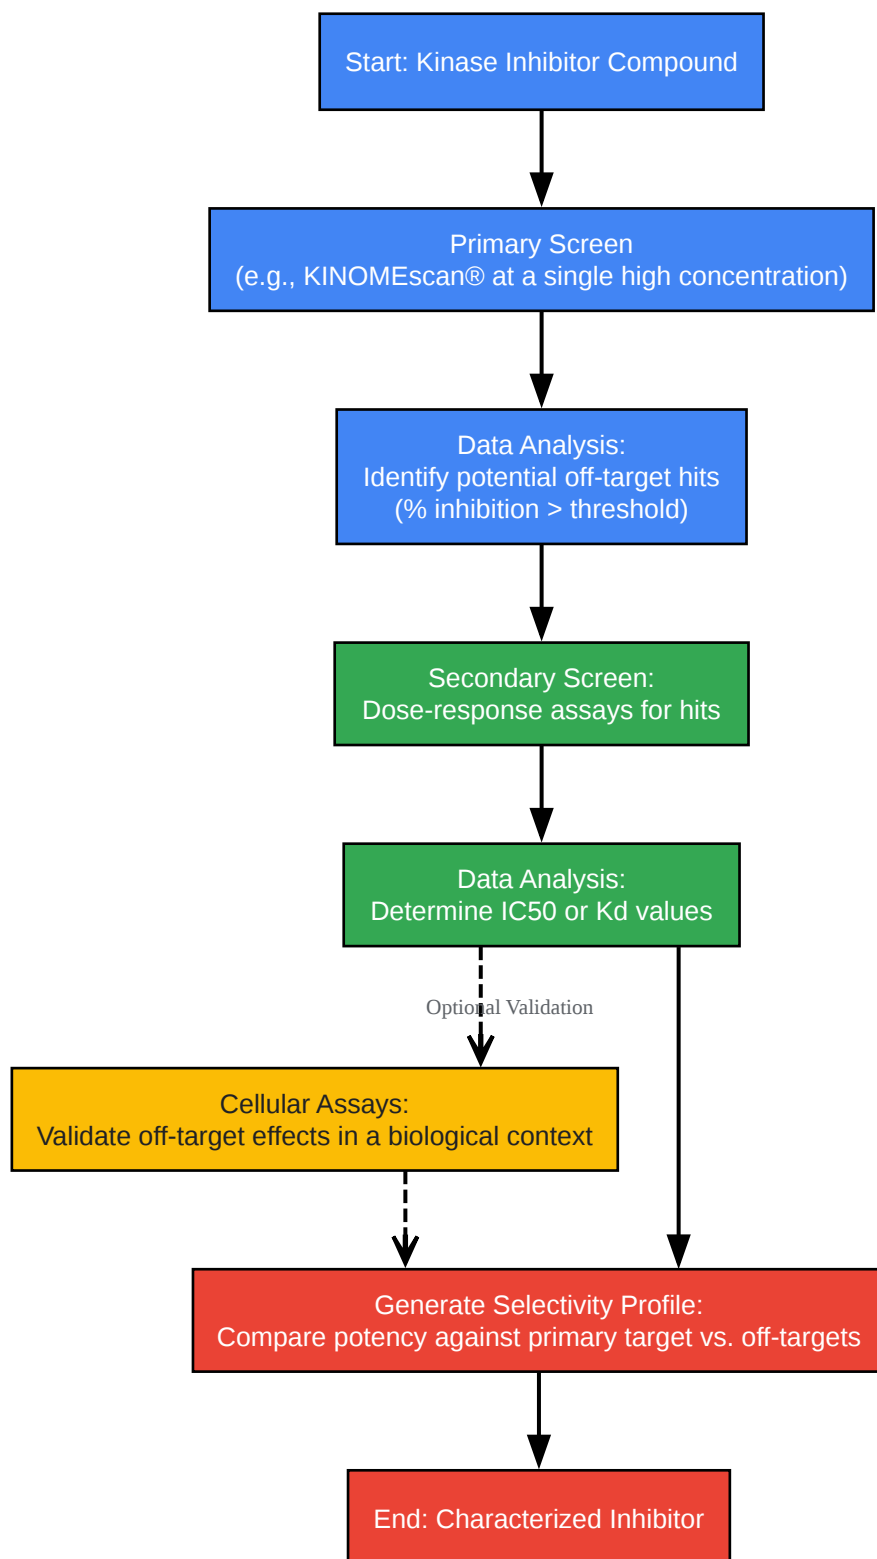 Start: Kinase Inhibitor Compound
Primary Screen
(e.g., KINOMEscan® at a single high concentration)
Data Analysis:
Identify potential off-target hits
(% inhibition > threshold)
Secondary Screen:
Dose-response assays for hits
Data Analysis:
Determine IC50 or Kd values
Optional Validation
Cellular Assays:
Validate off-target effects in a biological context
Generate Selectivity Profile:
Compare potency against primary target vs. off-targets
End: Characterized Inhibitor